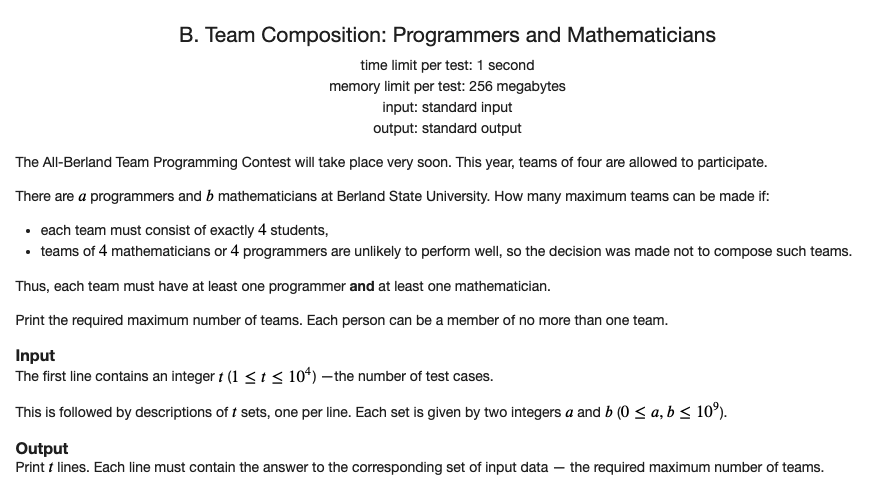 B. Team Composition: Programmers and Mathematicians
time limit per test: 1 second
memory limit per test: 256 megabytes
input: standard input
output: standard output
The All-Berland Team Programming Contest will take place very soon. This year, teams of four are allowed to participate.
There are a programmers and b mathematicians at Berland State University. How many maximum teams can be made if:
• each team must consist of exactly 4 students,
• teams of 4 mathematicians or 4 programmers are unlikely to perform well, so the decision was made not to compose such teams.
Thus, each team must have at least one programmer and at least one mathematician.
Print the required maximum number of teams. Each person can be a member of no more than one team.
Input
The first line contains an integer t (1 ≤ t ≤ 10⁴) —the number of test cases.
This is followed by descriptions of t sets, one per line. Each set is given by two integers a and b (0 ≤ a, b ≤ 10⁹).
Output
Print t lines. Each line must contain the answer to the corresponding set of input data — the required maximum number of teams.